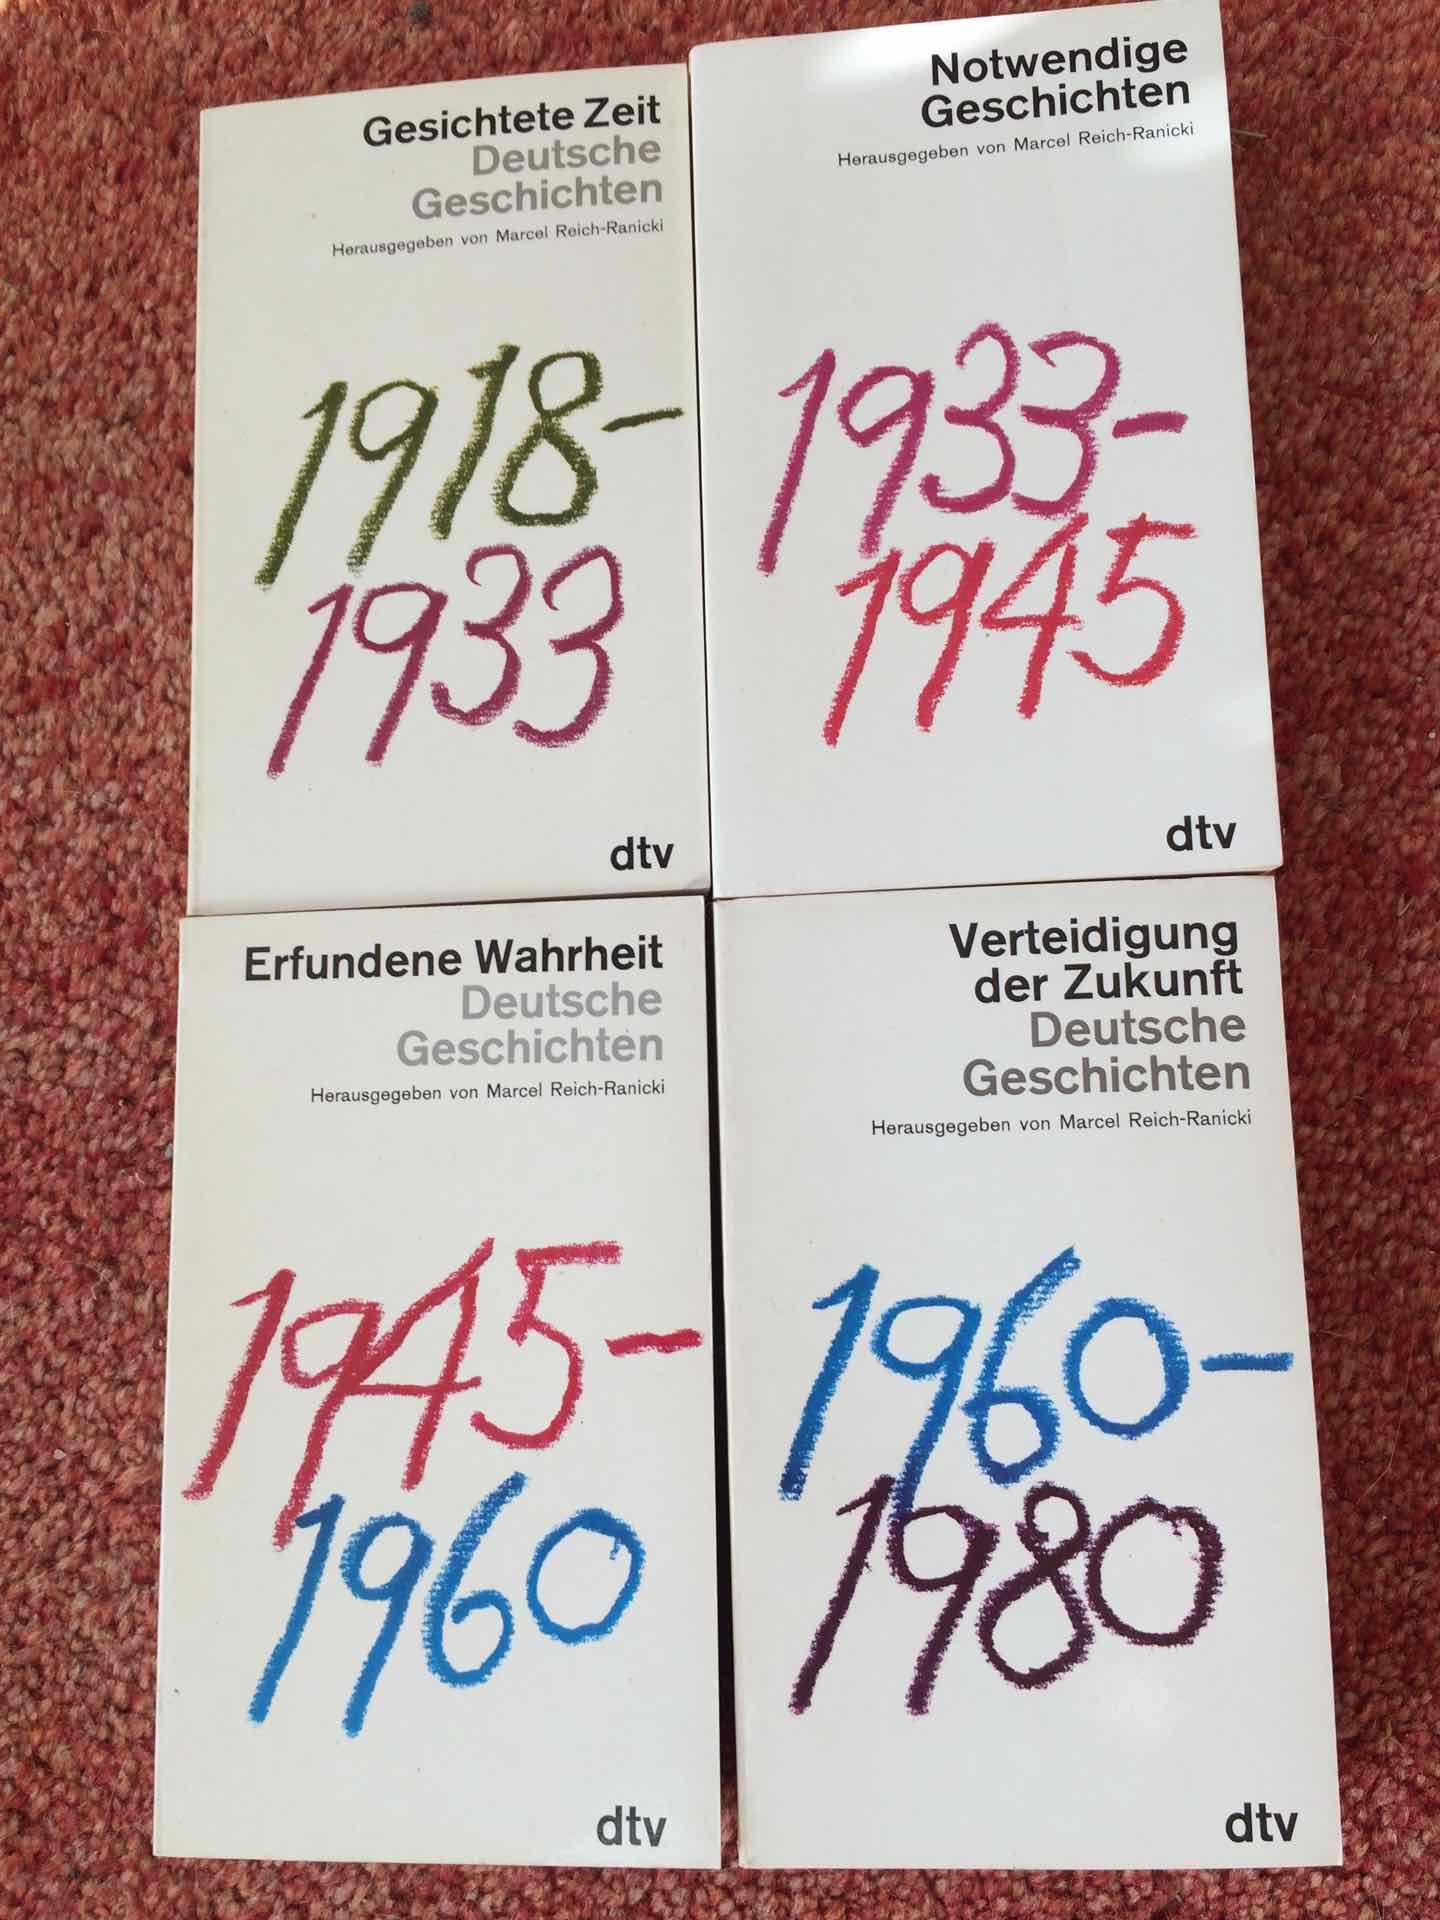 Gesichtete Zeit
Deutsche
Geschichten
Herausgegeben von Marcel Reich-Ranicki
1918–
1933
dtv
Notwendige
Geschichten
Herausgegeben von Marcel Reich-Ranicki
1933–
1945
dtv
Erfundene Wahrheit
Deutsche
Geschichten
Herausgegeben von Marcel Reich-Ranicki
1945–
1960
dtv
Verteidigung
der Zukunft
Deutsche
Geschichten
Herausgegeben von Marcel Reich-Ranicki
1960–
1980
dtv